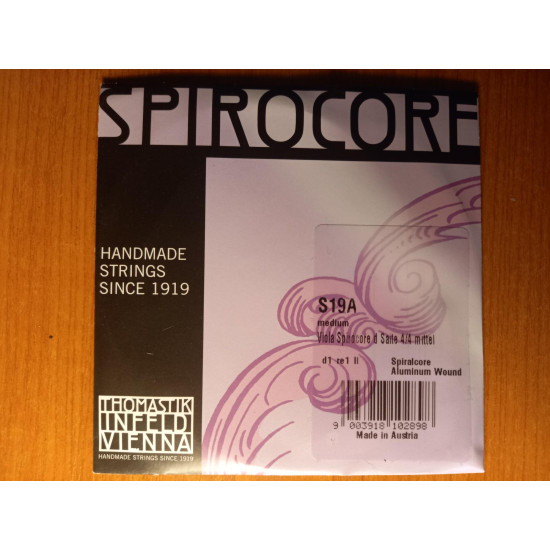 SPIROCORE
HANDMADE
STRINGS
SINCE 1919
S19A
medium
Viola Spirocore d Saite 4/4 mittel
d1 re1 II
Spiralcore
Aluminum Wound
9 003918 102898
Made in Austria
THOMASTIK
INFELD
VIENNA
HANDMADE STRINGS SINCE 1919